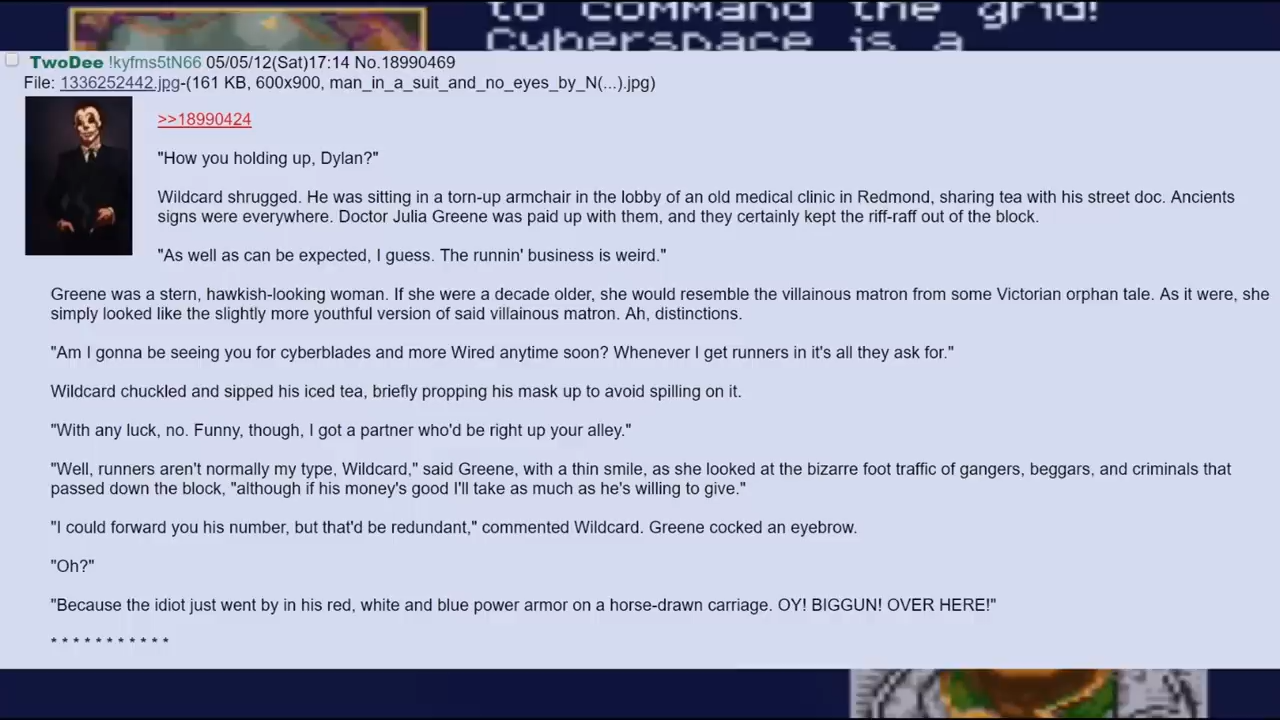 to command the grid!
Cyberspace is a
TwoDee !kyfms5tN66 05/05/12(Sat)17:14 No.18990469
File: 1336252442.jpg-(161 KB, 600x900, man_in_a_suit_and_no_eyes_by_N(...).jpg)
>>18990424
"How you holding up, Dylan?"
Wildcard shrugged. He was sitting in a torn-up armchair in the lobby of an old medical clinic in Redmond, sharing tea with his street doc. Ancients
signs were everywhere. Doctor Julia Greene was paid up with them, and they certainly kept the riff-raff out of the block.
"As well as can be expected, I guess. The runnin' business is weird."
Greene was a stern, hawkish-looking woman. If she were a decade older, she would resemble the villainous matron from some Victorian orphan tale. As it were, she
simply looked like the slightly more youthful version of said villainous matron. Ah, distinctions.
"Am I gonna be seeing you for cyberblades and more Wired anytime soon? Whenever I get runners in it's all they ask for."
Wildcard chuckled and sipped his iced tea, briefly propping his mask up to avoid spilling on it.
"With any luck, no. Funny, though, I got a partner who'd be right up your alley."
"Well, runners aren't normally my type, Wildcard," said Greene, with a thin smile, as she looked at the bizarre foot traffic of gangers, beggars, and criminals that
passed down the block, "although if his money's good I'll take as much as he's willing to give."
"I could forward you his number, but that'd be redundant," commented Wildcard. Greene cocked an eyebrow.
"Oh?"
"Because the idiot just went by in his red, white and blue power armor on a horse-drawn carriage. OY! BIGGUN! OVER HERE!"
* * * * * * * * * * *